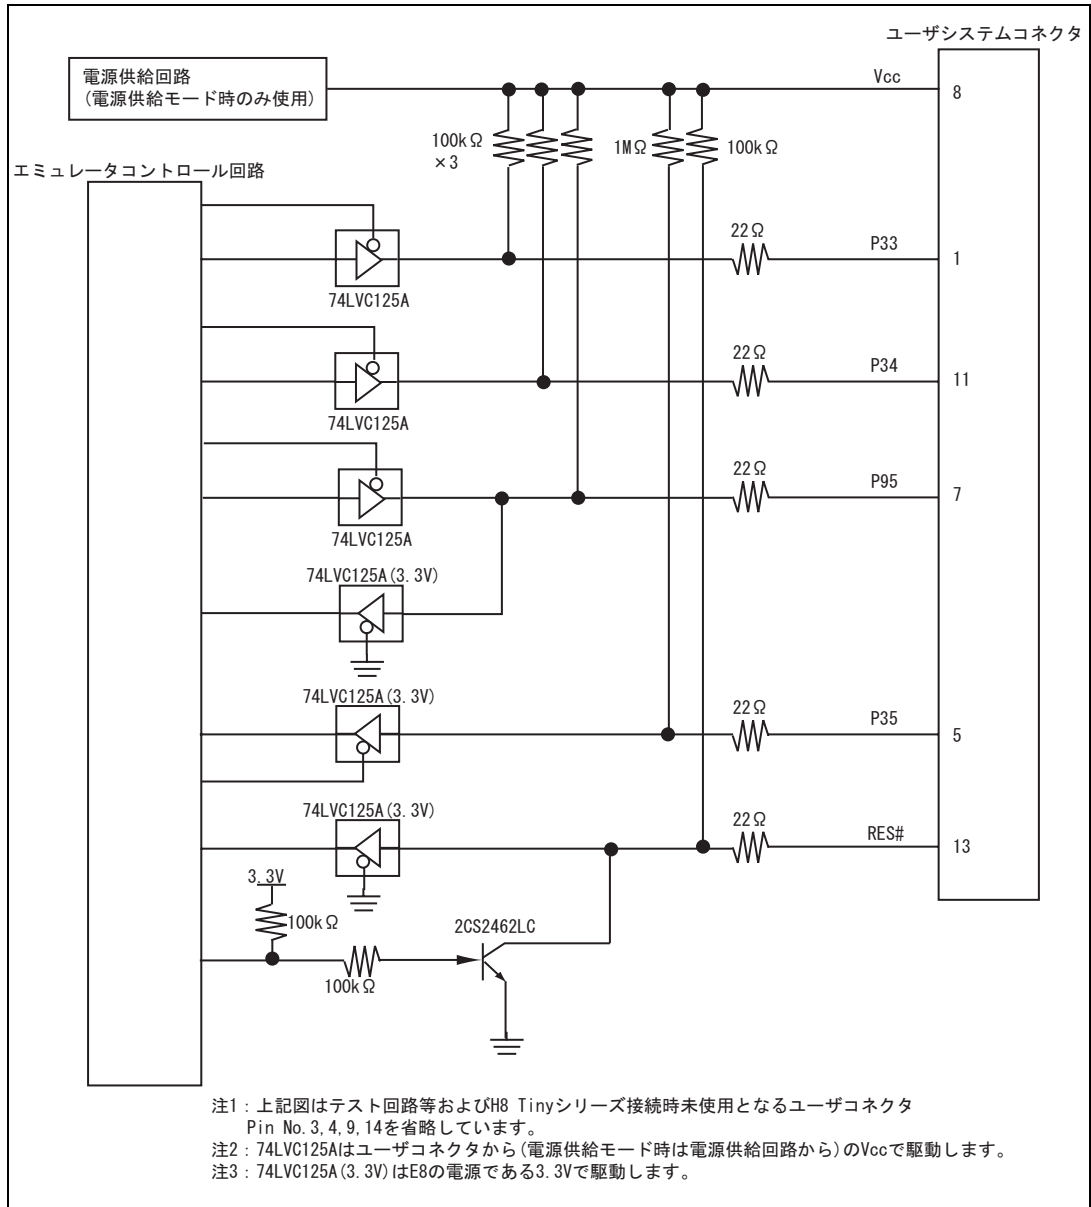 ユーザシステムコネクタ
電源供給回路
(電源供給モード時のみ使用)
Vcc
8
100kΩ
×3
1MΩ
100kΩ
エミュレータコントロール回路
22Ω
P33
1
74LVC125A
22Ω
P34
11
74LVC125A
22Ω
P95
7
74LVC125A
74LVC125A(3.3V)
74LVC125A(3.3V)
22Ω
P35
5
74LVC125A(3.3V)
22Ω
RES#
13
3.3V
100kΩ
2CS2462LC
100kΩ
注1：上記図はテスト回路等およびH8 Tinyシリーズ接続時未使用となるユーザコネクタ
Pin No.3,4,9,14を省略しています。
注2：74LVC125Aはユーザコネクタから(電源供給モード時は電源供給回路から)のVccで駆動します。
注3：74LVC125A(3.3V)はE8の電源である3.3Vで駆動します。